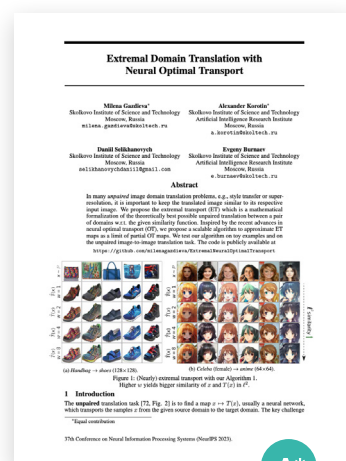 Extremal Domain Translation with
Neural Optimal Transport
Milena Gazdieva*
Skolkovo Institute of Science and Technology
Moscow, Russia
milena.gazdieva@skoltech.ru
Alexander Korotin*
Skolkovo Institute of Science and Technology
Artificial Intelligence Research Institute
Moscow, Russia
a.korotin@skoltech.ru
Daniil Selikhanovych
Skolkovo Institute of Science and Technology
Moscow, Russia
selikhanovychdaniil@gmail.com
Evgeny Burnaev
Skolkovo Institute of Science and Technology
Artificial Intelligence Research Institute
Moscow, Russia
e.burnaev@skoltech.ru
Abstract
In many unpaired image domain translation problems, e.g., style transfer or super-
resolution, it is important to keep the translated image similar to its respective
input image. We propose the extremal transport (ET) which is a mathematical
formalization of the theoretically best possible unpaired translation between a pair
of domains w.r.t. the given similarity function. Inspired by the recent advances in
neural optimal transport (OT), we propose a scalable algorithm to approximate ET
maps as a limit of partial OT maps. We test our algorithm on toy examples and on
the unpaired image-to-image translation task. The code is publicly available at
https://github.com/milenagazdieva/ExtremalNeuralOptimalTransport
(a) Handbag → shoes (128×128).
(b) Celeba (female) → anime (64×64).
Figure 1: (Nearly) extremal transport with our Algorithm 1.
Higher w yields bigger similarity of x and T(x) in ℓ².
1 Introduction
The unpaired translation task [72, Fig. 2] is to find a map x ↦ T(x), usually a neural network,
which transports the samples x from the given source domain to the target domain. The key challenge
*Equal contribution
37th Conference on Neural Information Processing Systems (NeurIPS 2023).